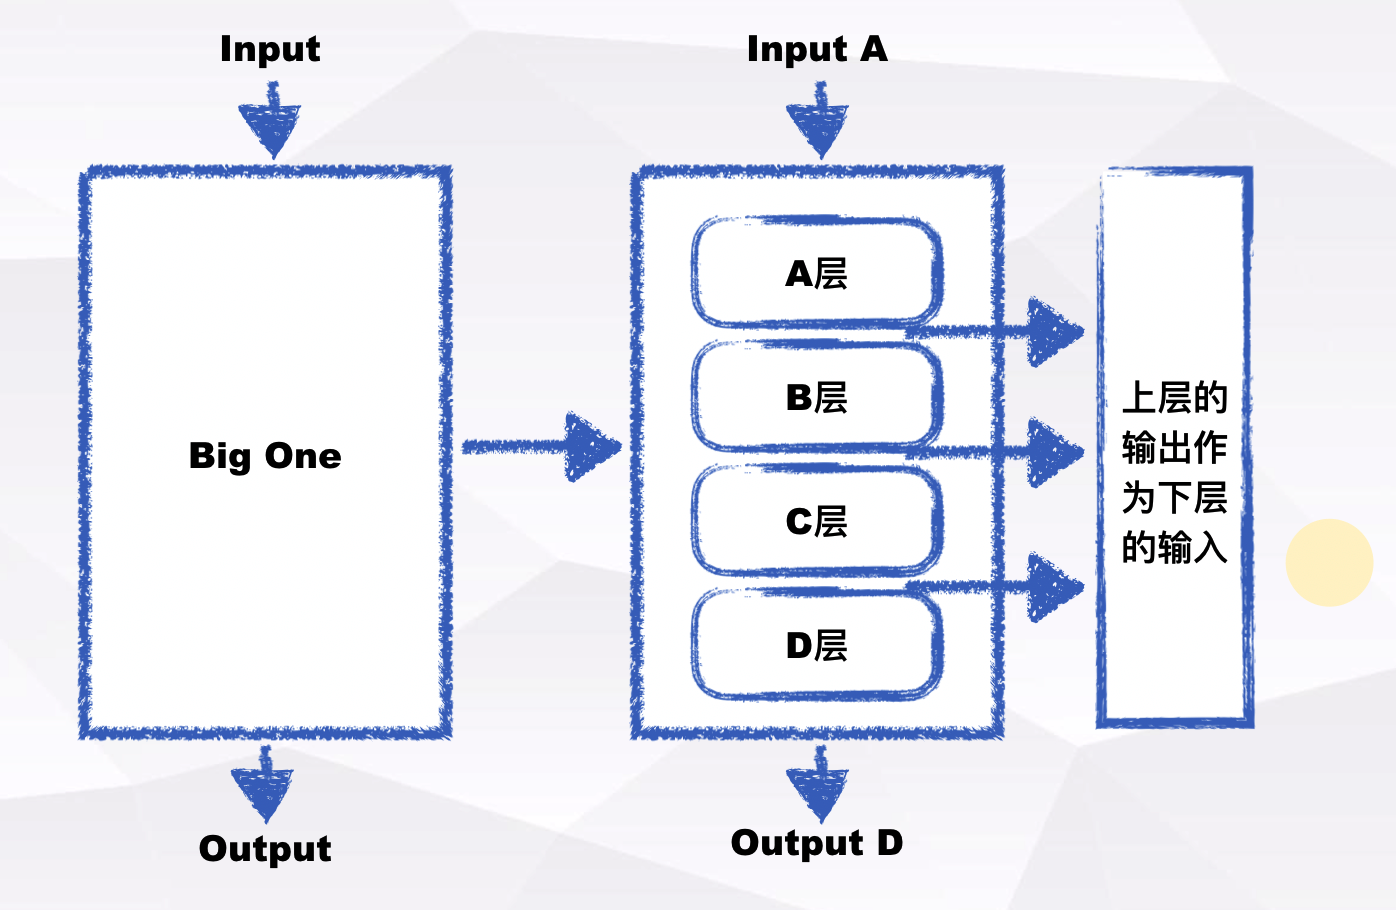 Input
Big One
Output
Input A
A层
B层
C层
D层
Output D
上层的
输出作
为下层
的输入